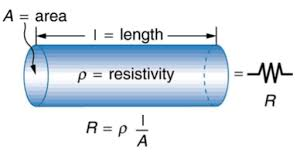 A = area
l = length
ρ = resistivity
=
R
R = ρ l/A